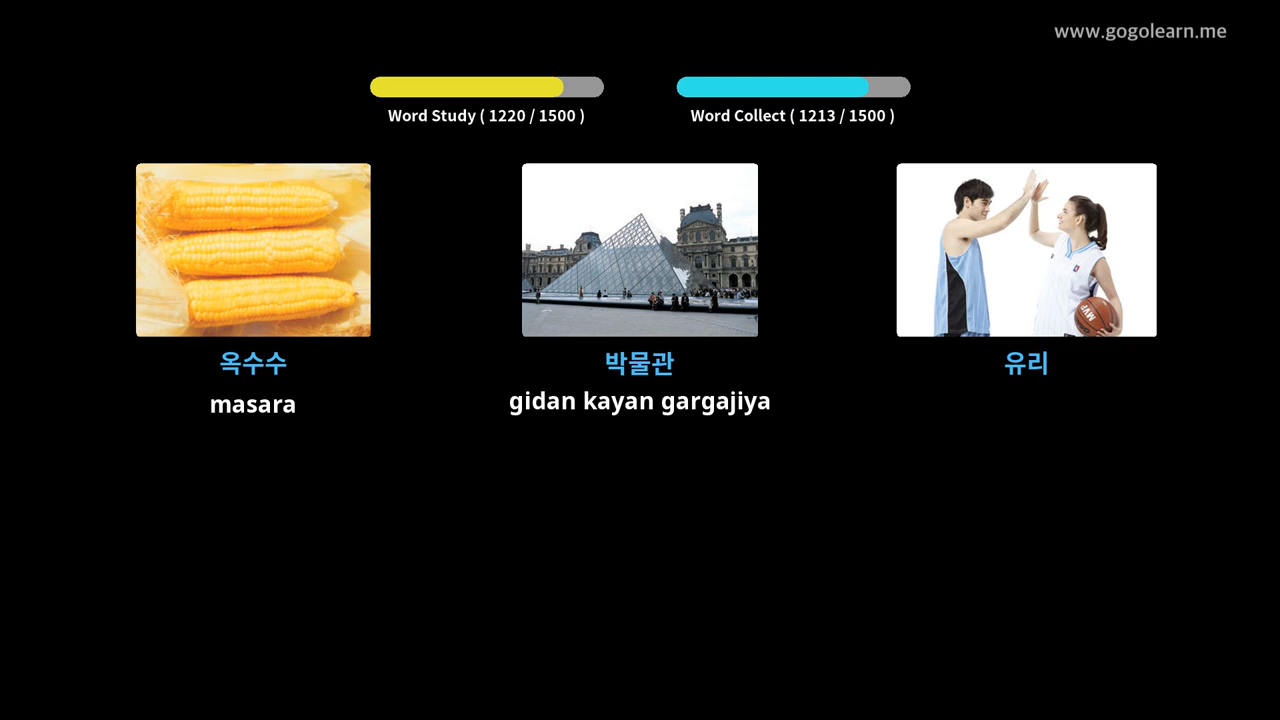 www.gogolearn.me
Word Study ( 1220 / 1500 )
Word Collect ( 1213 / 1500 )
옥수수
박물관
유리
masara
gidan kayan gargajiya
MVP